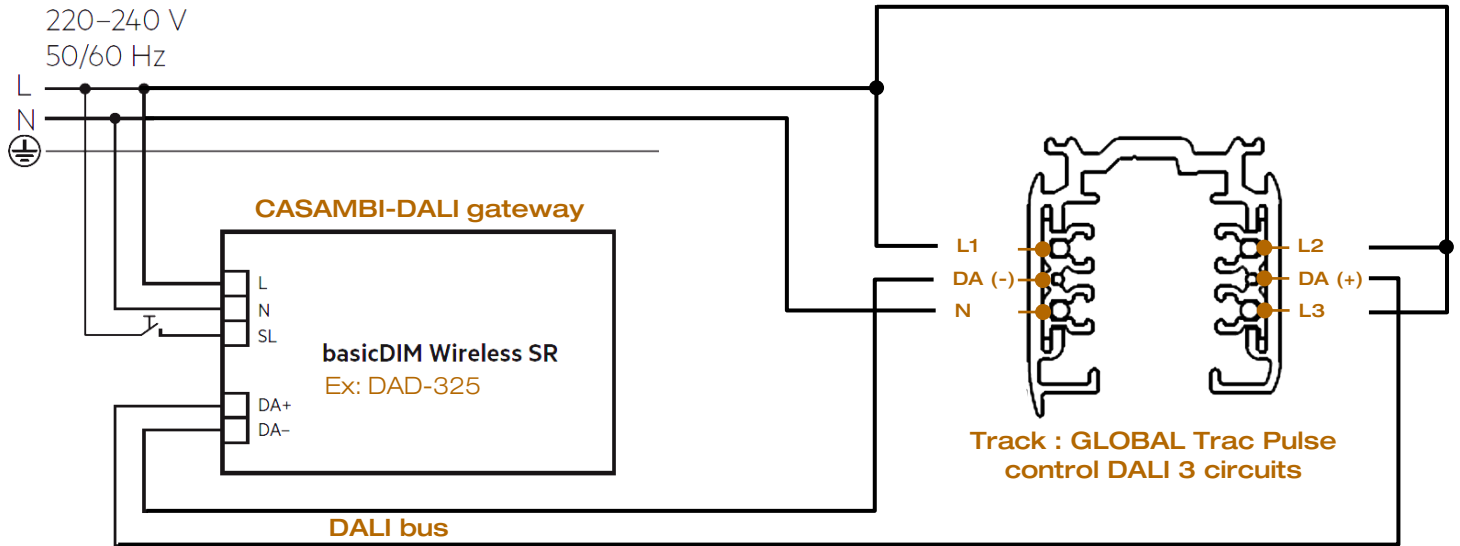 220–240 V
50/60 Hz
L
N
CASAMBI-DALI gateway
L
N
SL
basicDIM Wireless SR
Ex: DAD-325
DA+
DA–
DALI bus
L1
DA (-)
N
L2
DA (+)
L3
Track : GLOBAL Trac Pulse
control DALI 3 circuits